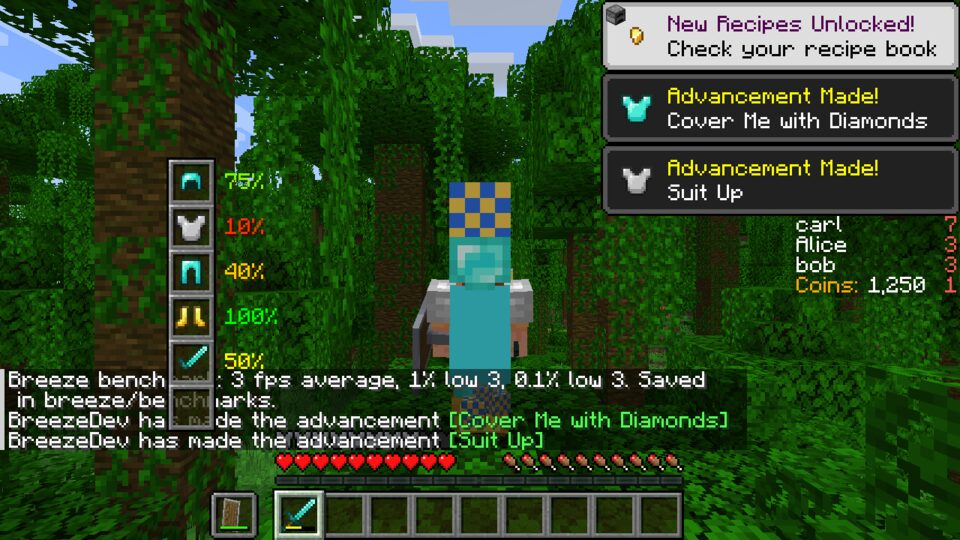 New Recipes Unlocked!
Check your recipe book
Advancement Made!
Cover Me with Diamonds
Advancement Made!
Suit Up
carl 7
Alice 3
bob 3
Coins: 1,250 1
75%
10%
40%
100%
50%
Breeze : 3 fps average, 1% low 3, 0.1% low 3. Saved
in breeze/benchmarks.
BreezeDev has made the advancement [Cover Me with Diamonds]
BreezeDev has made the advancement [Suit Up]